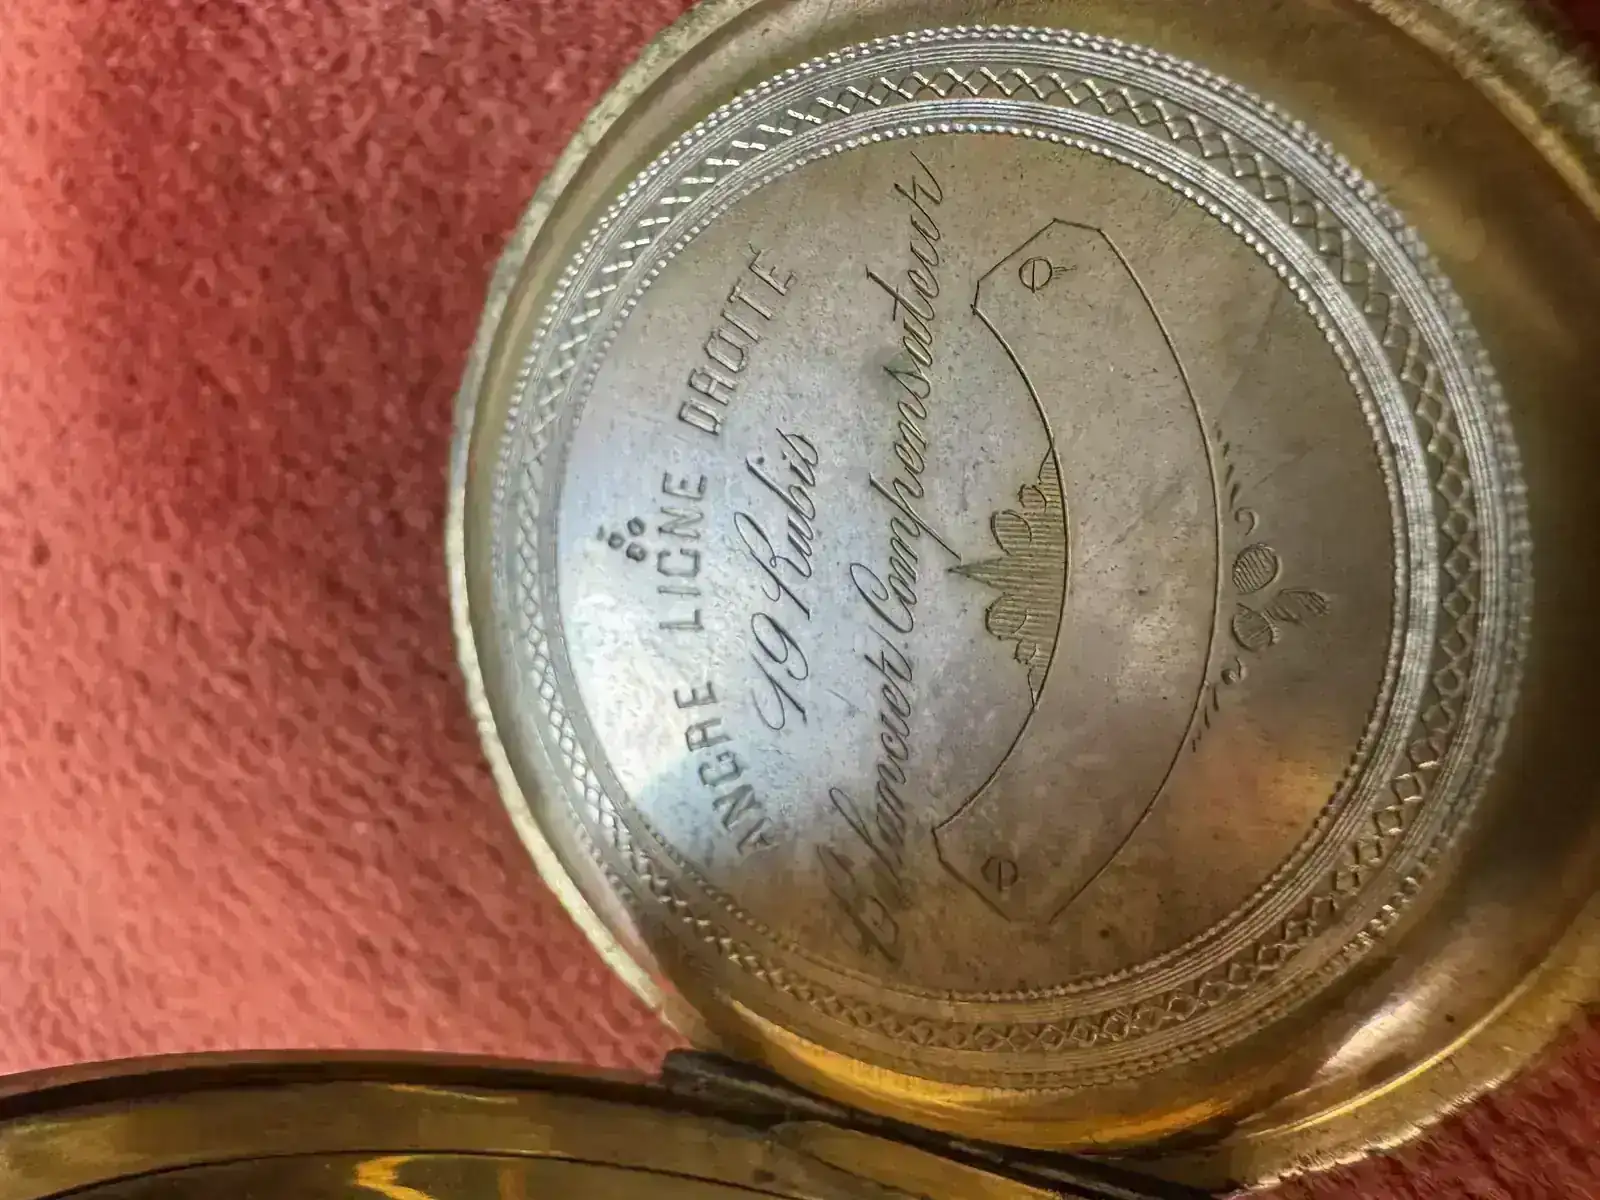 ANCRE LIGNE DROITE
19 Rubis
Balancier Compensateur